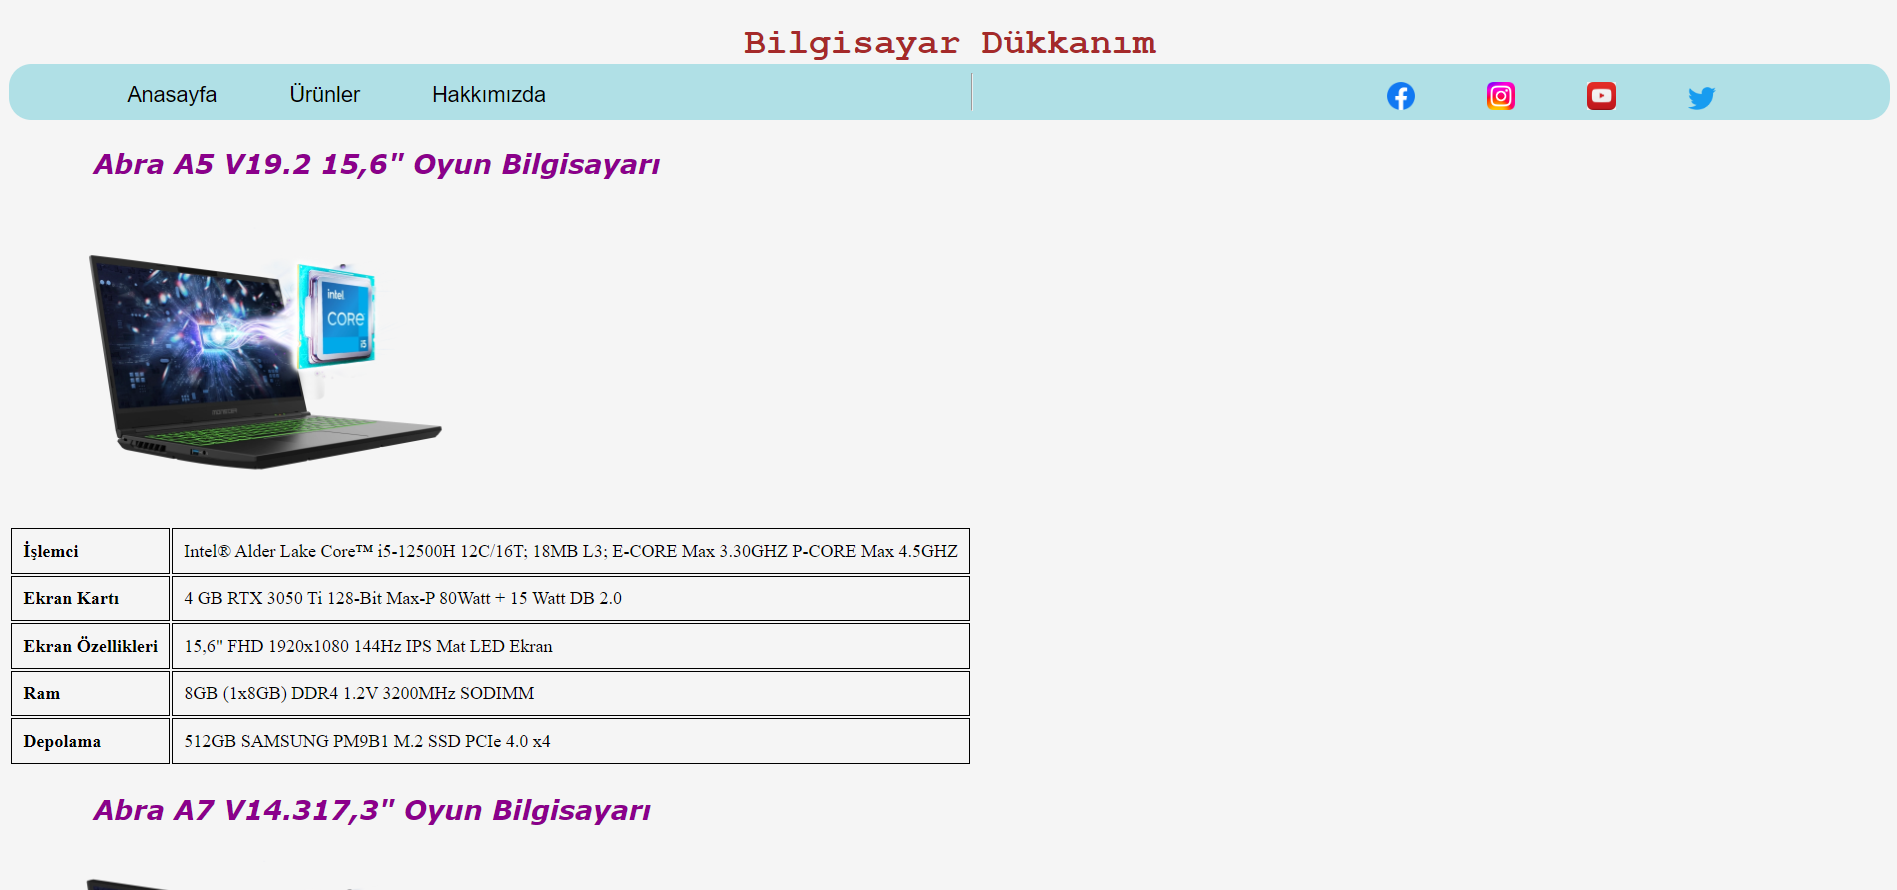 Bilgisayar Dükkanım
Anasayfa Ürünler Hakkımızda
Abra A5 V19.2 15,6" Oyun Bilgisayarı
intel
CORE
i5
İşlemci Intel® Alder Lake Core™ i5-12500H 12C/16T; 18MB L3; E-CORE Max 3.30GHZ P-CORE Max 4.5GHZ
Ekran Kartı 4 GB RTX 3050 Ti 128-Bit Max-P 80Watt + 15 Watt DB 2.0
Ekran Özellikleri 15,6" FHD 1920x1080 144Hz IPS Mat LED Ekran
Ram 8GB (1x8GB) DDR4 1.2V 3200MHz SODIMM
Depolama 512GB SAMSUNG PM9B1 M.2 SSD PCIe 4.0 x4
Abra A7 V14.317,3" Oyun Bilgisayarı